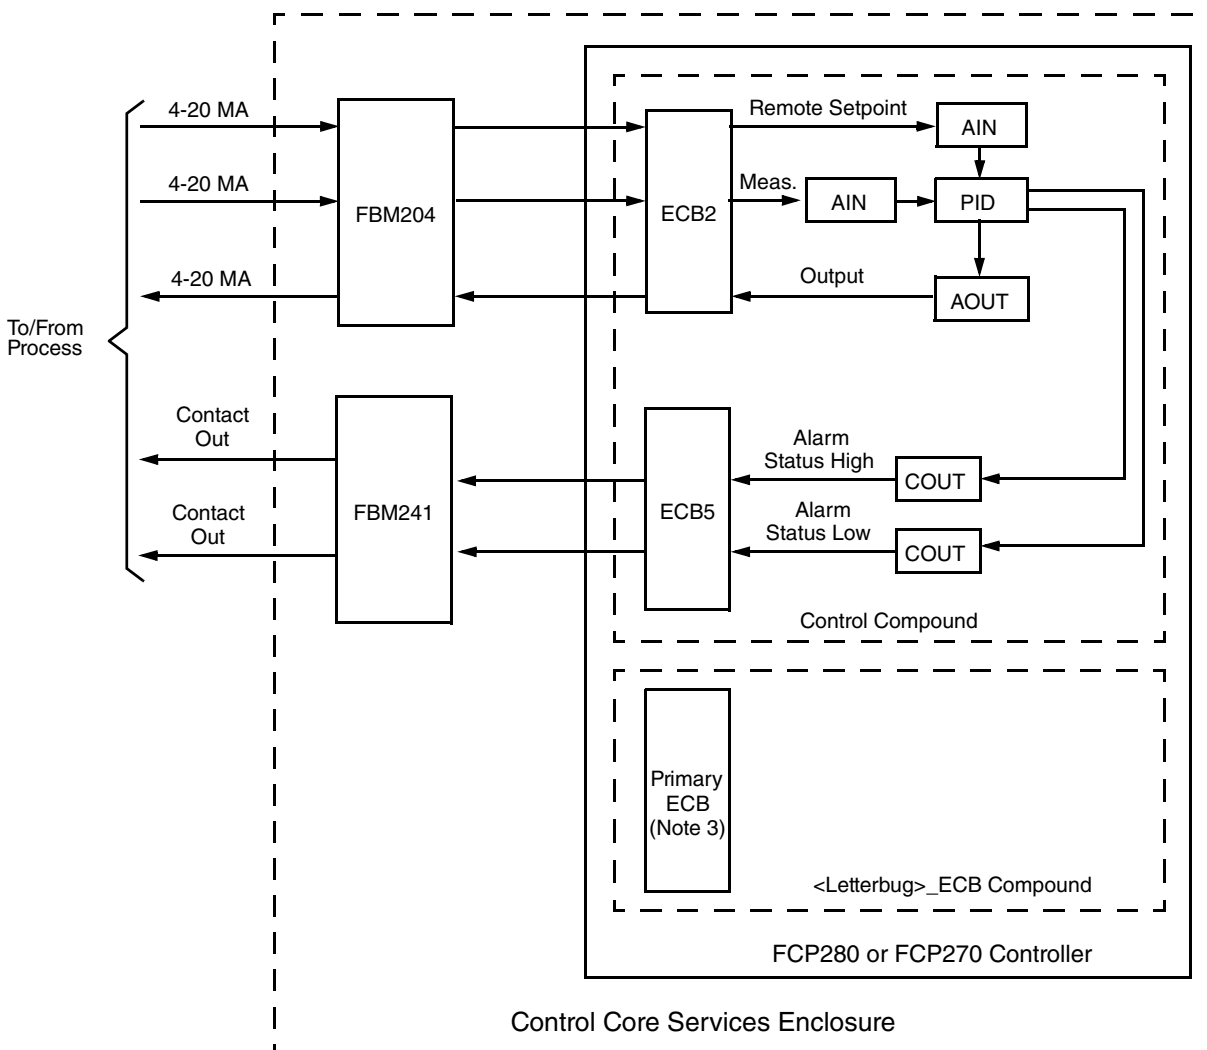 4-20 MA
4-20 MA
4-20 MA
To/From
Process
Contact
Out
Contact
Out
FBM204
FBM241
ECB2
Remote Setpoint
AIN
Meas.
AIN
PID
Output
AOUT
ECB5
Alarm
Status High
COUT
Alarm
Status Low
COUT
Control Compound
Primary
ECB
(Note 3)
<Letterbug>_ECB Compound
FCP280 or FCP270 Controller
Control Core Services Enclosure